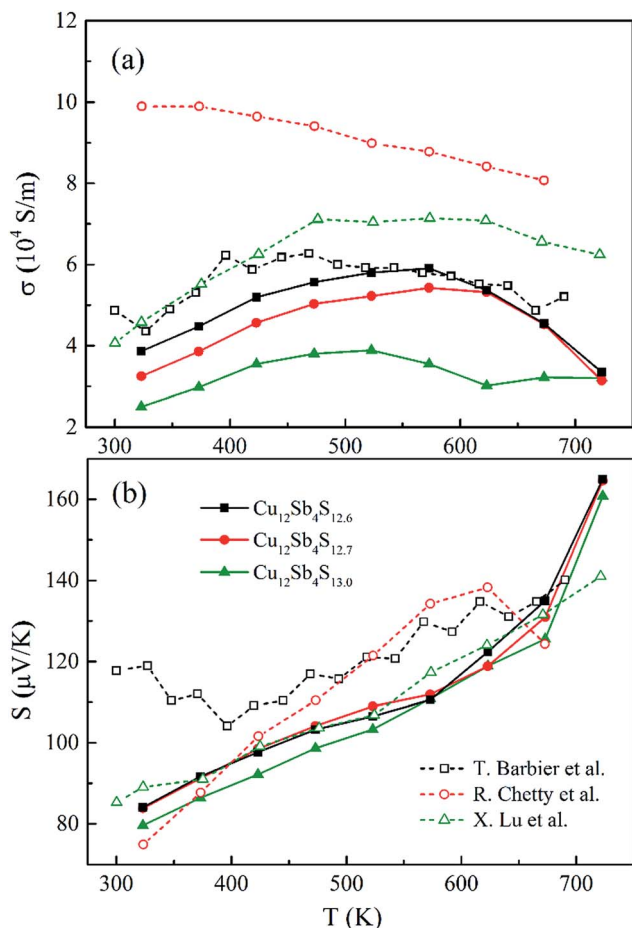 12
10
8
6
4
2
σ (10⁴ S/m)
(a)
300 400 500 600 700
160
140
120
100
80
S (μV/K)
(b)
Cu₁₂Sb₄S₁₂.₆
Cu₁₂Sb₄S₁₂.₇
Cu₁₂Sb₄S₁₃.₀
T. Barbier et al.
R. Chetty et al.
X. Lu et al.
300 400 500 600 700
T (K)